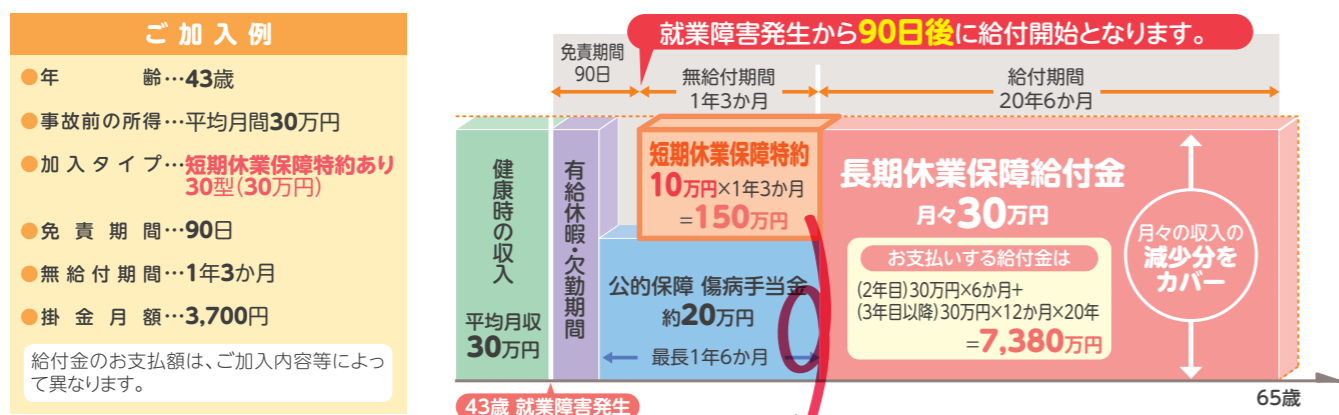 ご加入例
●年齢…43歳
●事故前の所得…平均月間30万円
●加入タイプ…短期休業保障特約あり
30型(30万円)
●免責期間…90日
●無給付期間…1年3か月
●掛金月額…3,700円
給付金のお支払額は、ご加入内容等によっ
て異なります。
就業障害発生から90日後に給付開始となります。
免責期間
90日
無給付期間
1年3か月
給付期間
20年6か月
健康時の収入
平均月収
30万円
有給休暇・欠勤期間
短期休業保障特約
10万円×1年3か月
=150万円
公的保障 傷病手当金
約20万円
最長1年6か月
長期休業保障給付金
月々30万円
お支払いする給付金は
(2年目)30万円×6か月+
(3年目以降)30万円×12か月×20年
=7,380万円
月々の収入の
減少分を
カバー
43歳 就業障害発生
65歳